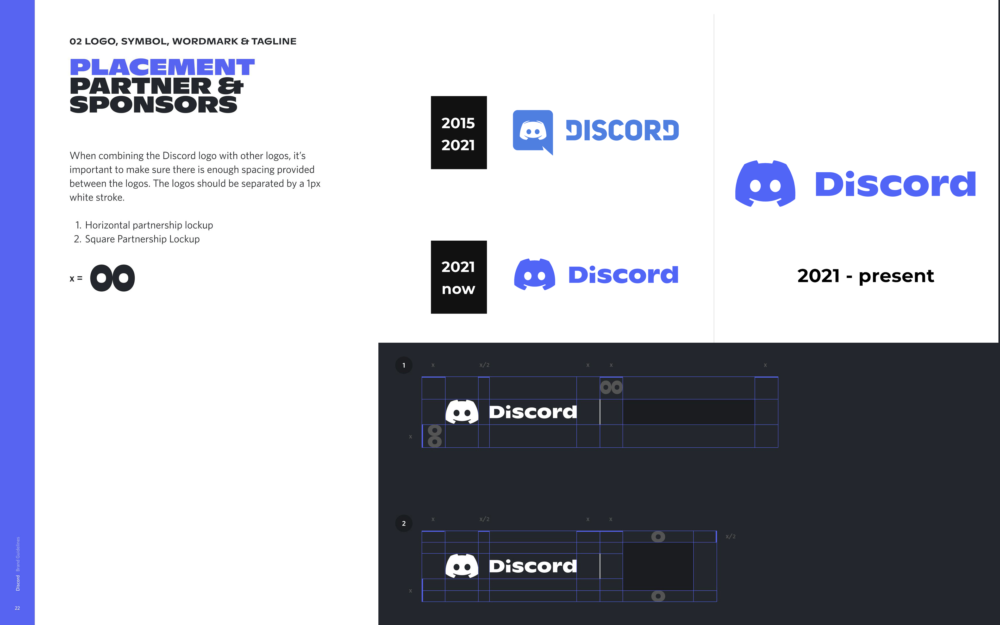 02 LOGO, SYMBOL, WORDMARK & TAGLINE
PLACEMENT
PARTNER &
SPONSORS
When combining the Discord logo with other logos, it’s
important to make sure there is enough spacing provided
between the logos. The logos should be separated by a 1px
white stroke.
1. Horizontal partnership lockup
2. Square Partnership Lockup
x =
2015
2021
DISCORD
2021
now
Discord
Discord
2021 - present
1
x
x/2
x
x
x
Discord
x
2
x
x/2
x
x
x/2
Discord
x
Discord Brand Guidelines
22